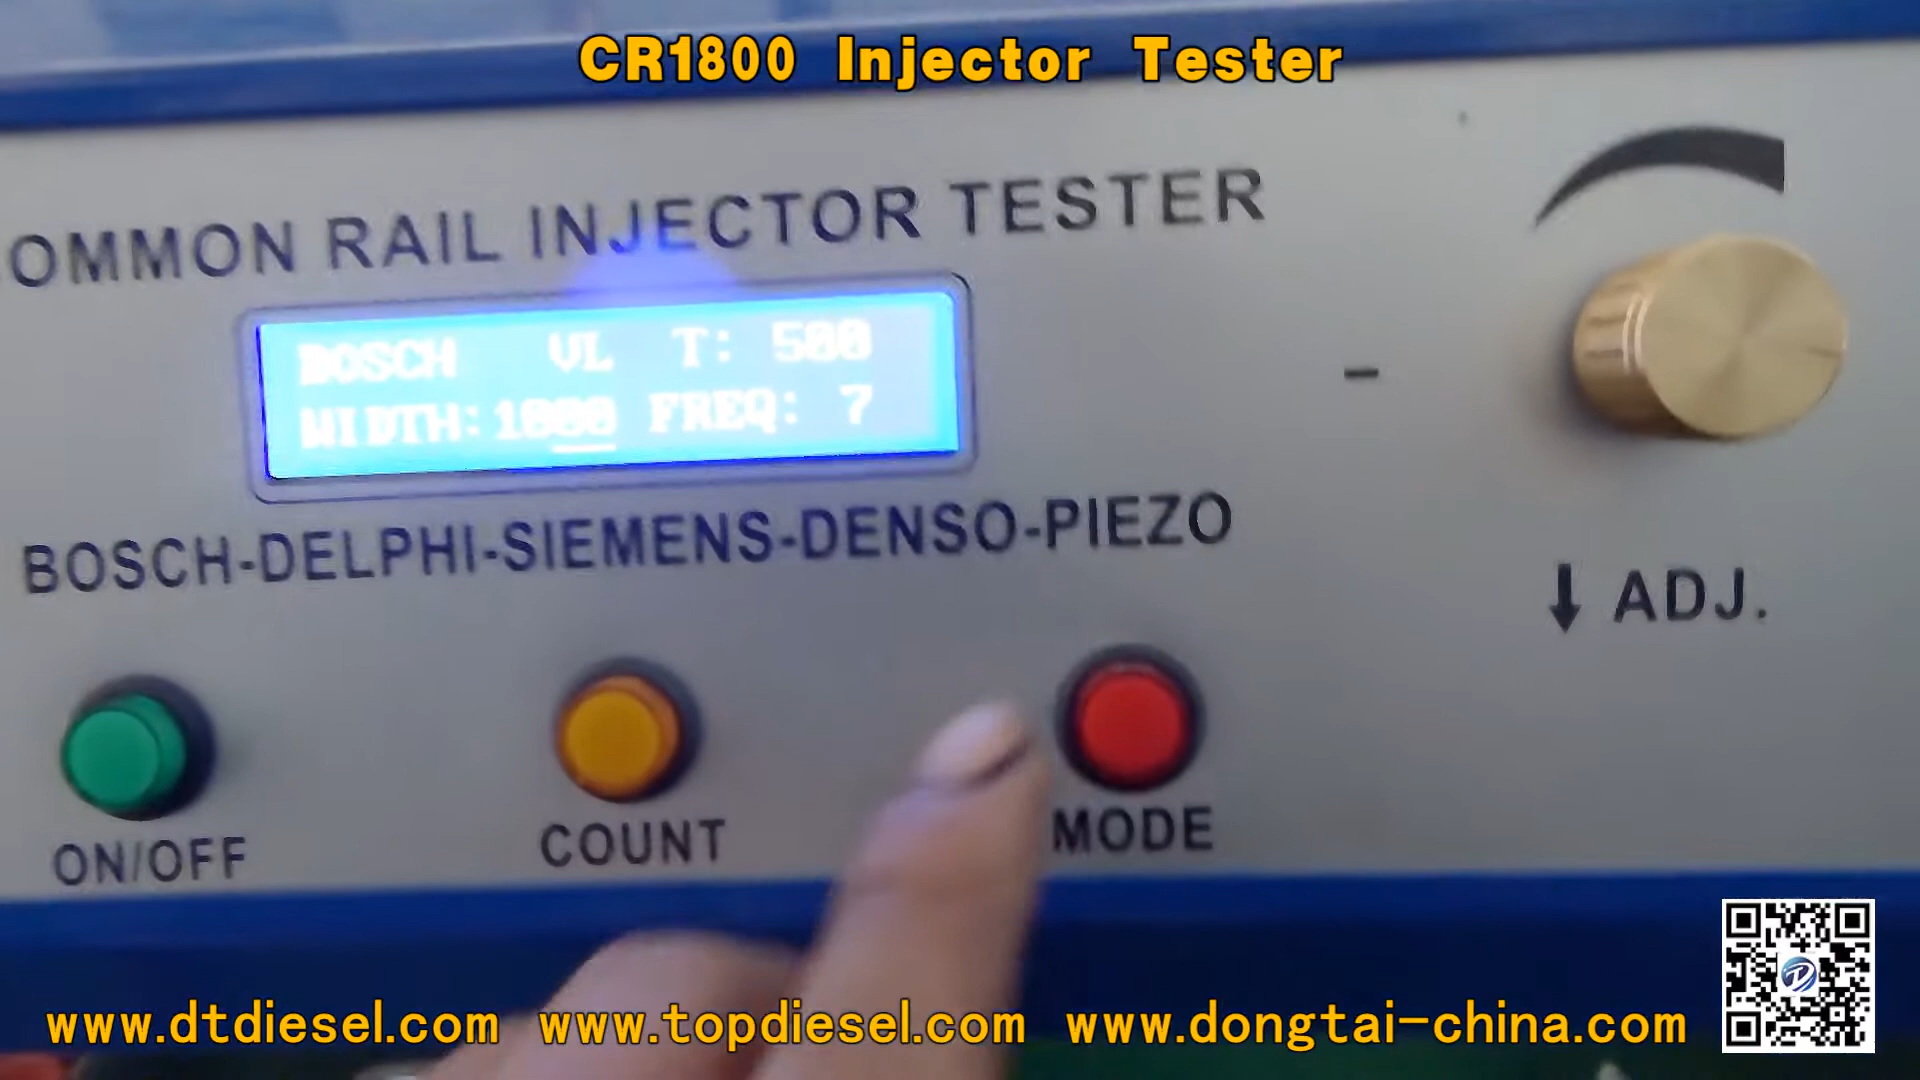 CR1800 Injector Tester
OMMON RAIL INJECTOR TESTER
BOSCH VL T: 500
WIDTH:1000 FREQ: 7
BOSCH-DELPHI-SIEMENS-DENSO-PIEZO
-
↓ ADJ.
ON/OFF
COUNT
MODE
www.dtdiesel.com www.topdiesel.com www.dongtai-china.com